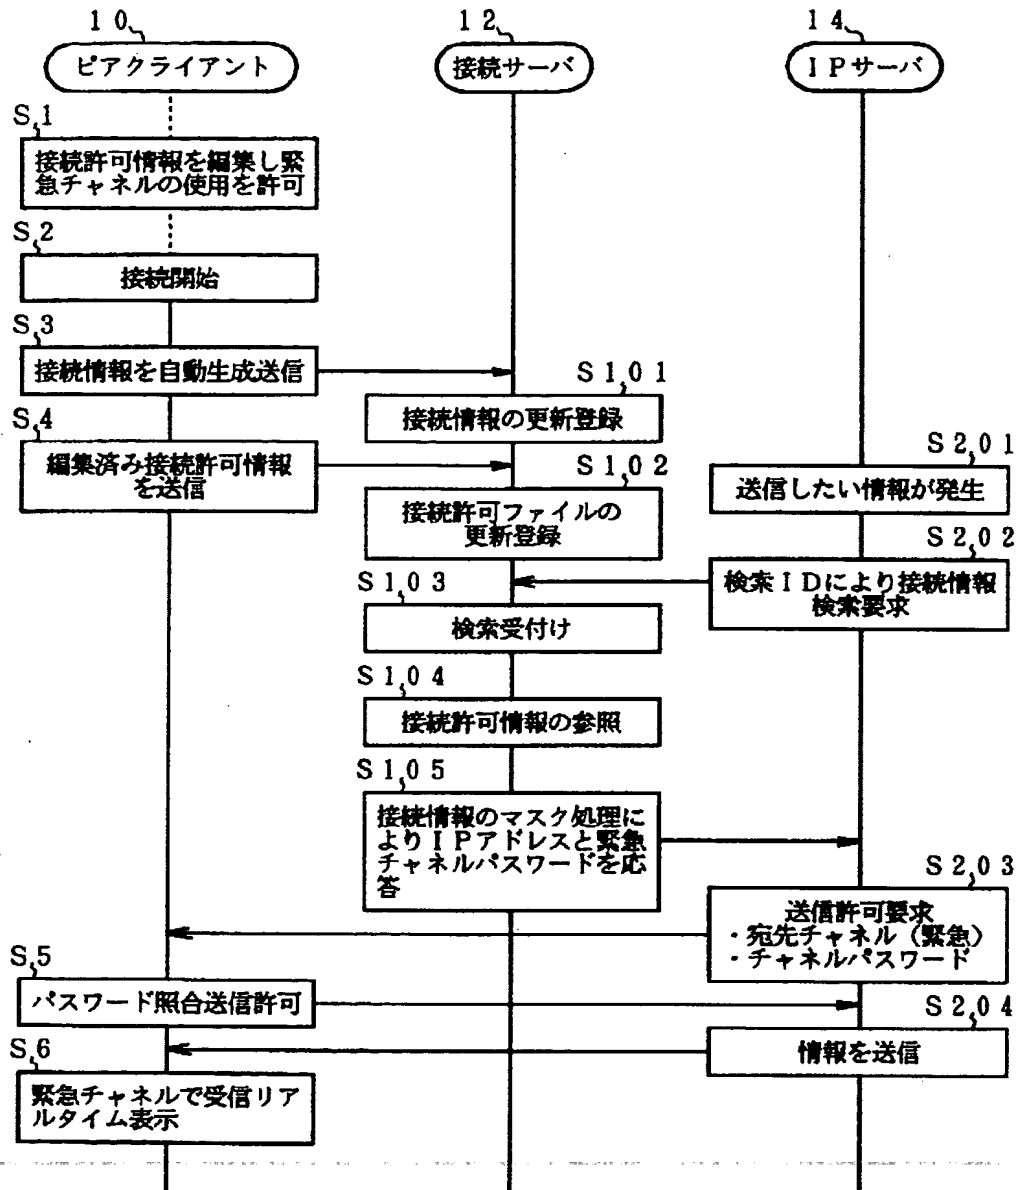 10
12
14
ピアクライアント
接続サーバ
IPサーバ
S1
接続許可情報を編集し緊
急チャネルの使用を許可
S2
接続開始
S3
接続情報を自動生成送信
S101
接続情報の更新登録
S4
編集済み接続許可情報
を送信
S201
送信したい情報が発生
S102
接続許可ファイルの
更新登録
S202
検索IDにより接続情報
検索要求
S103
検索受付け
S104
接続許可情報の参照
S105
接続情報のマスク処理に
よりIPアドレスと緊急
チャネルパスワードを応
答
S203
送信許可要求
・宛先チャネル(緊急)
・チャネルパスワード
S5
パスワード照合送信許可
S204
情報を送信
S6
緊急チャネルで受信リア
ルタイム表示